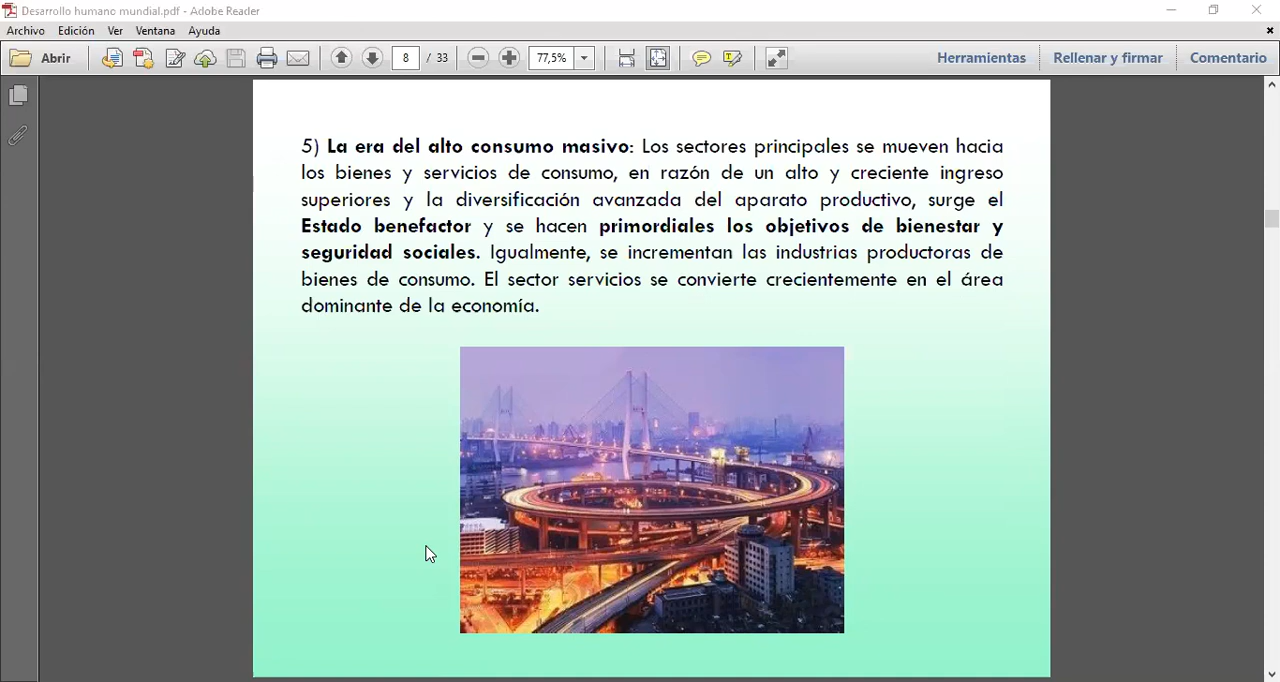 Desarrollo humano mundial.pdf - Adobe Reader
Archivo Edición Ver Ventana Ayuda
Abrir 8 / 33 77,5% Herramientas Rellenar y firmar Comentario
5) La era del alto consumo masivo: Los sectores principales se mueven hacia
los bienes y servicios de consumo, en razón de un alto y creciente ingreso
superiores y la diversificación avanzada del aparato productivo, surge el
Estado benefactor y se hacen primordiales los objetivos de bienestar y
seguridad sociales. Igualmente, se incrementan las industrias productoras de
bienes de consumo. El sector servicios se convierte crecientemente en el área
dominante de la economía.